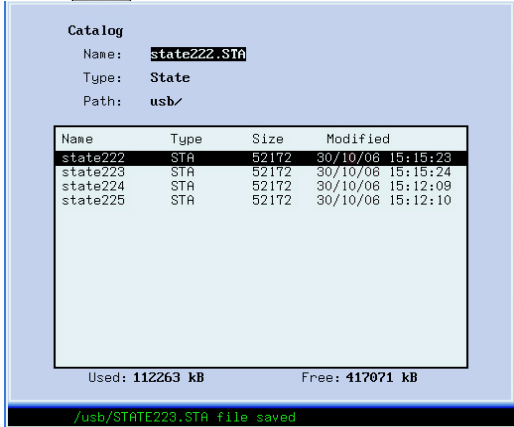 Catalog
Name: state222.STA
Type: State
Path: usb/
Name Type Size Modified
state222 STA 52172 30/10/06 15:15:23
state223 STA 52172 30/10/06 15:15:24
state224 STA 52172 30/10/06 15:12:09
state225 STA 52172 30/10/06 15:12:10
Used: 112263 kB Free: 417071 kB
/usb/STATE223.STA file saved